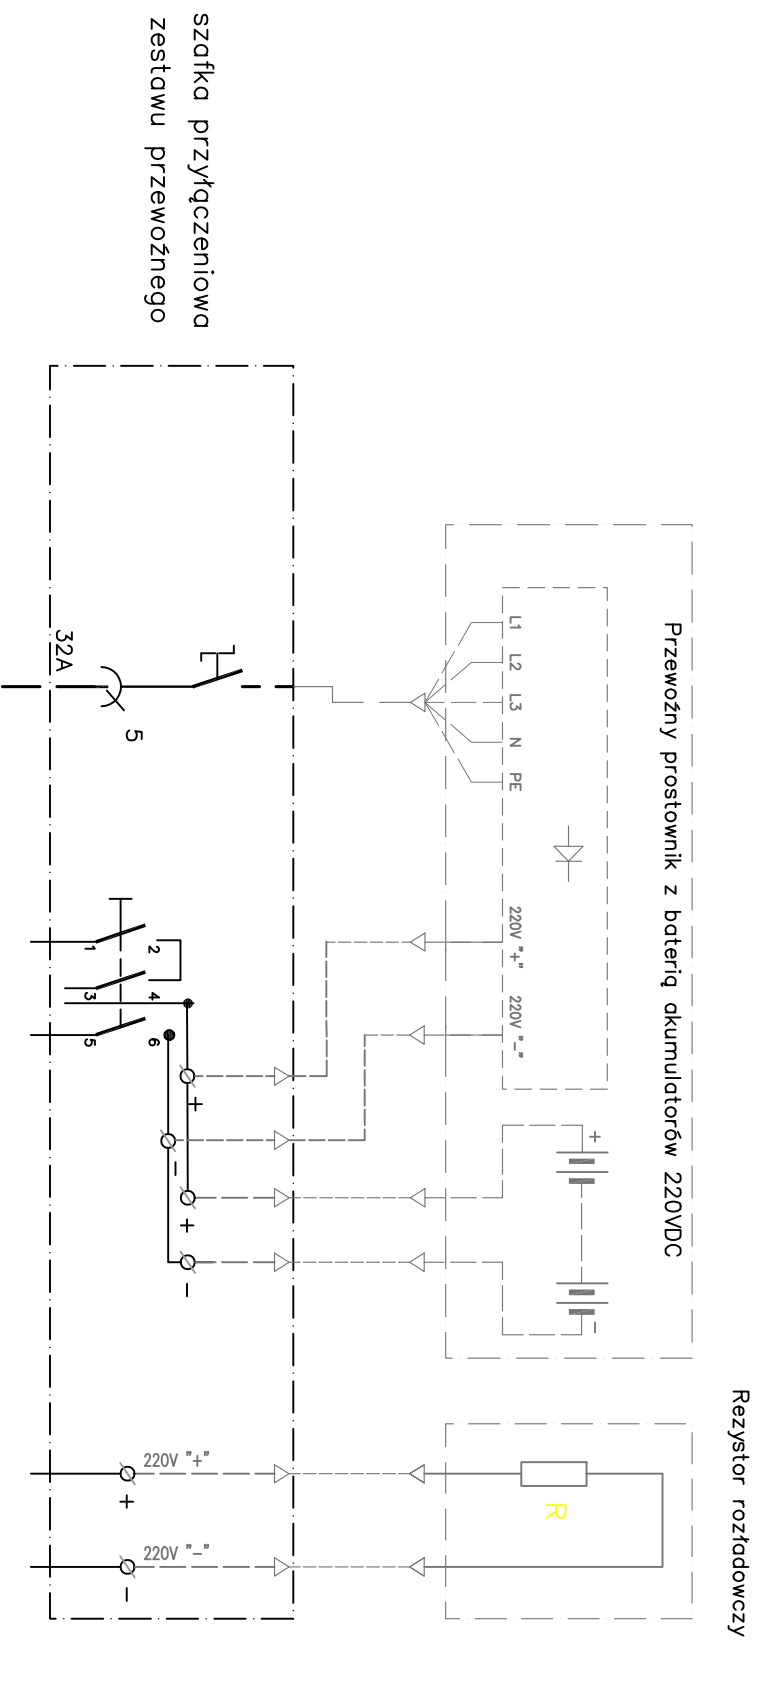 szafka przyłączeniowa
zestawu przewoźnego
Przewoźny prostownik z baterią akumulatorów 220VDC
L1
L2
L3
N
PE
220V "+"
220V "-"
+
-
32A
5
1
2
3
4
5
6
+
-
+
-
Rezystor rozładowczy
R
220V "+"
+
220V "-"
-